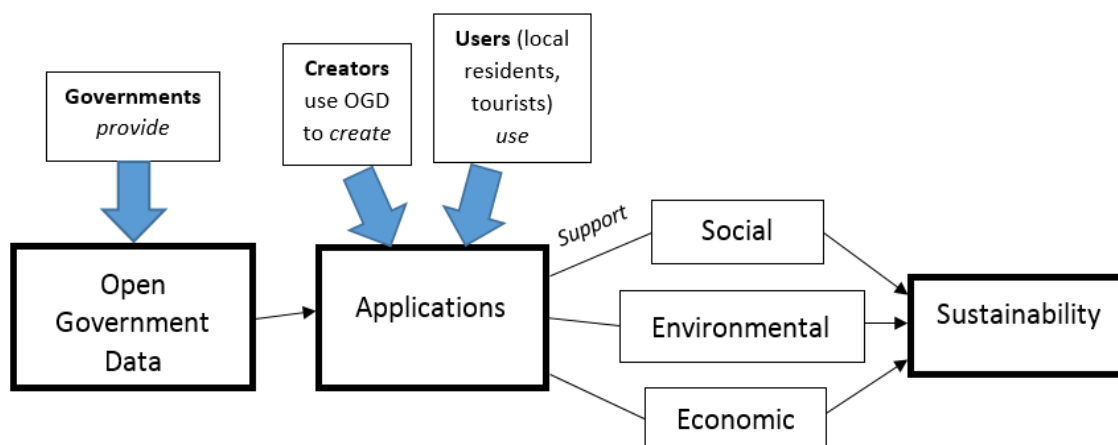 Governments
provide
Creators
use OGD
to create
Users (local
residents,
tourists)
use
Open
Government
Data
Applications
Support
Social
Environmental
Economic
Sustainability